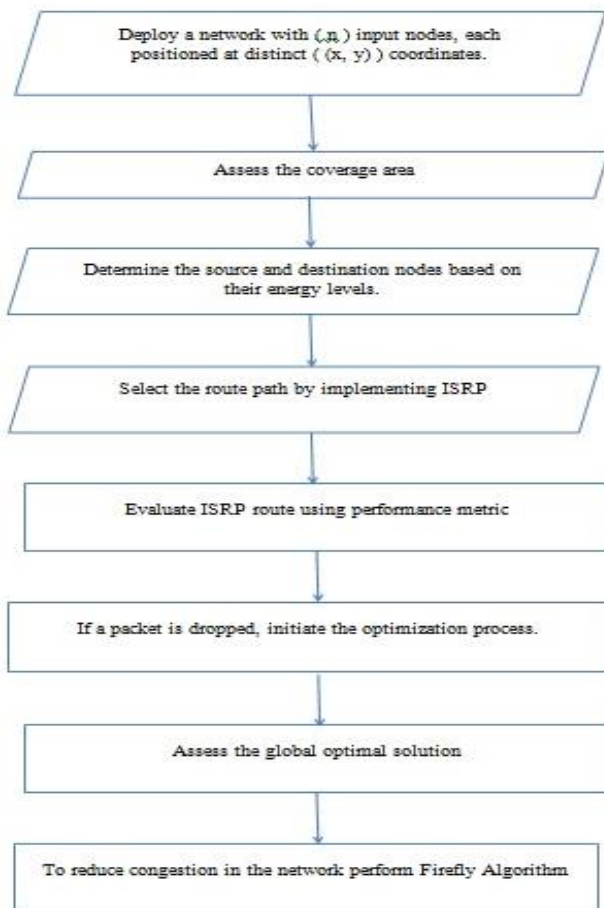 Deploy a network with ( n ) input nodes, each
positioned at distinct ( (x, y) ) coordinates.
Assess the coverage area
Determine the source and destination nodes based on
their energy levels.
Select the route path by implementing ISRP
Evaluate ISRP route using performance metric
If a packet is dropped, initiate the optimization process.
Assess the global optimal solution
To reduce congestion in the network perform Firefly Algorithm